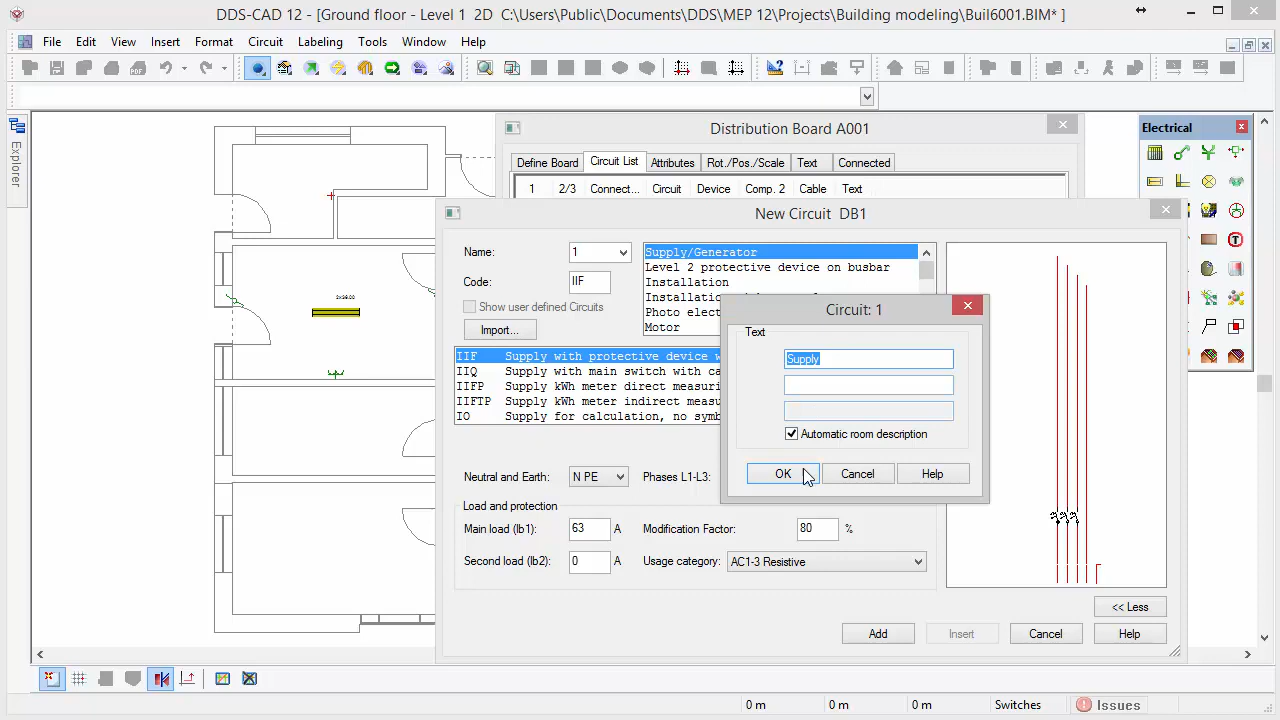 DDS-CAD 12 - [Ground floor - Level 1 2D C:\Users\Public\Documents\DDS\MEP 12\Projects\Building modeling\Buil6001.BIM* ]
File Edit View Insert Format Circuit Labeling Tools Window Help
PDF
Explorer
Distribution Board A001
Electrical
Define Board Circuit List Attributes Rot./Pos./Scale Text Connected
1 2/3 Connect... Circuit Device Comp. 2 Cable Text
New Circuit DB1
Name: 1
Supply/Generator
Level 2 protective device on busbar
Code: IIF
Installation
Show user defined Circuits
Photo elect
Import...
Motor
Circuit: 1
Text
Supply
Automatic room description
OK Cancel Help
IIF Supply with protective device w
IIQ Supply with main switch with ca
IIFP Supply kWh meter direct measuri
IIFTP Supply kWh meter indirect measu
IO Supply for calculation, no symb
Neutral and Earth: N PE Phases L1-L3:
Load and protection
Main load (Ib1): 63 A Modification Factor: 80 %
Second load (Ib2): 0 A Usage category: AC1-3 Resistive
<< Less
Add Insert Cancel Help
0 m 0 m 0 m Switches Issues